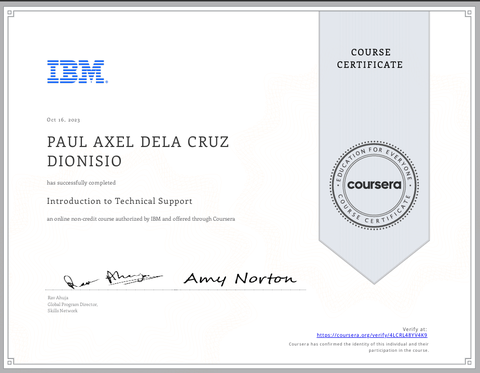 COURSE
CERTIFICATE
IBM
Oct 16, 2023
PAUL AXEL DELA CRUZ
DIONISIO
has successfully completed
Introduction to Technical Support
an online non-credit course authorized by IBM and offered through Coursera
EDUCATION FOR EVERYONE
coursera
COURSE CERTIFICATE
Amy Norton
Rav Ahuja
Global Program Director,
Skills Network
Verify at:
https://coursera.org/verify/4LCRL48YV4K9
Coursera has confirmed the identity of this individual and their
participation in the course.